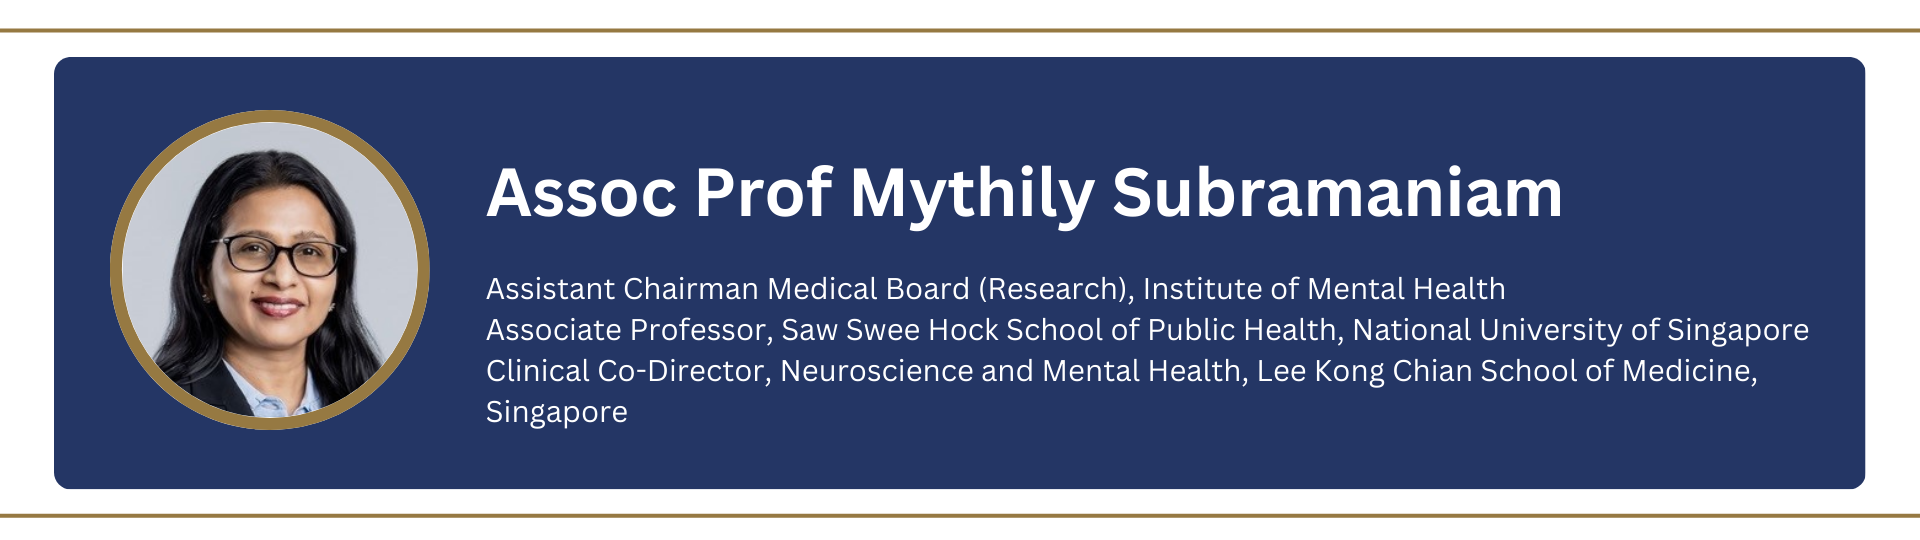 Assoc Prof Mythily Subramaniam
Assistant Chairman Medical Board (Research), Institute of Mental Health
Associate Professor, Saw Swee Hock School of Public Health, National University of Singapore
Clinical Co-Director, Neuroscience and Mental Health, Lee Kong Chian School of Medicine,
Singapore